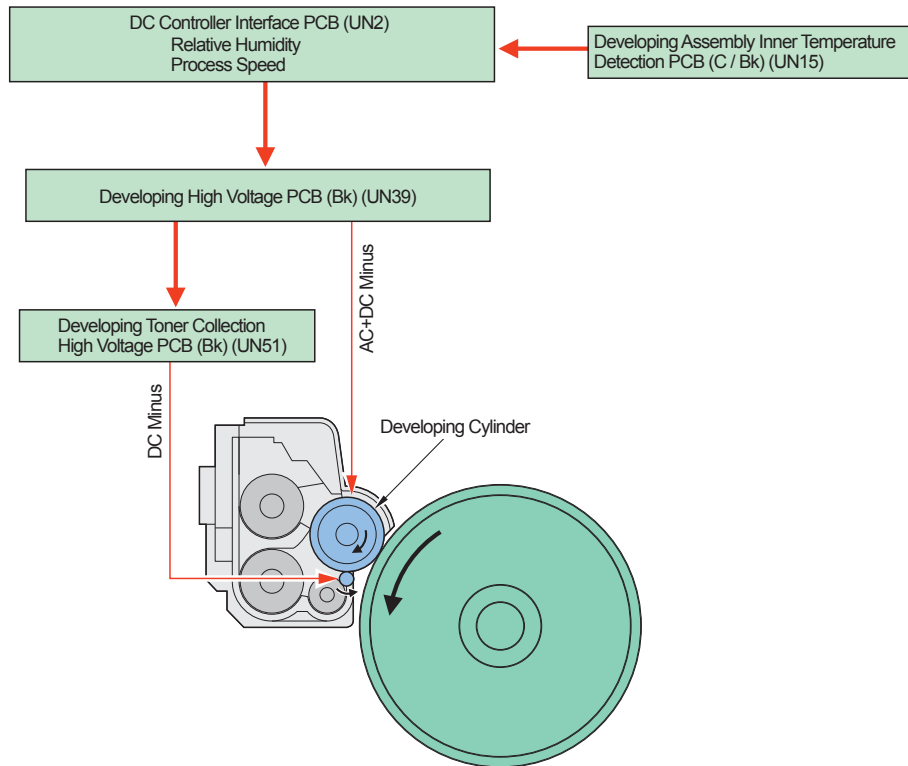 DC Controller Interface PCB (UN2)
Relative Humidity
Process Speed
Developing Assembly Inner Temperature
Detection PCB (C / Bk) (UN15)
Developing High Voltage PCB (Bk) (UN39)
AC+DC Minus
Developing Toner Collection
High Voltage PCB (Bk) (UN51)
DC Minus
Developing Cylinder